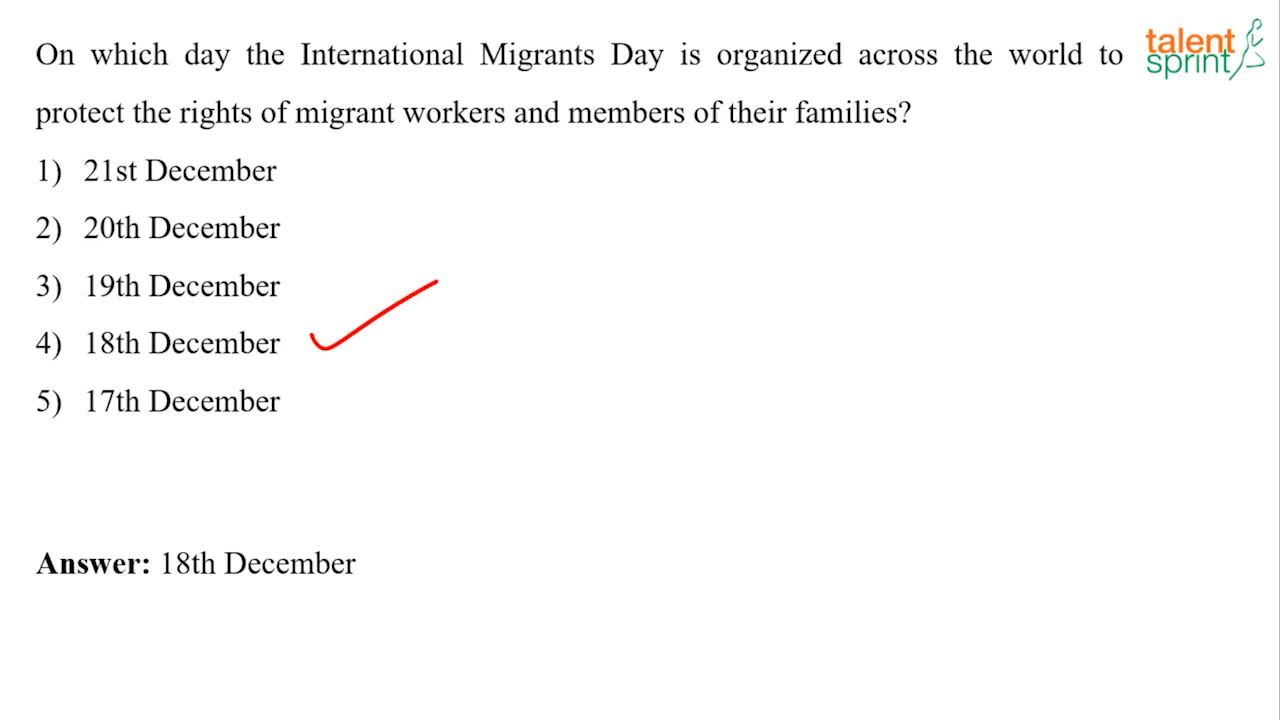 On which day the International Migrants Day is organized across the world to
protect the rights of migrant workers and members of their families?
1) 21st December
2) 20th December
3) 19th December
4) 18th December
5) 17th December
Answer: 18th December
talent
sprint